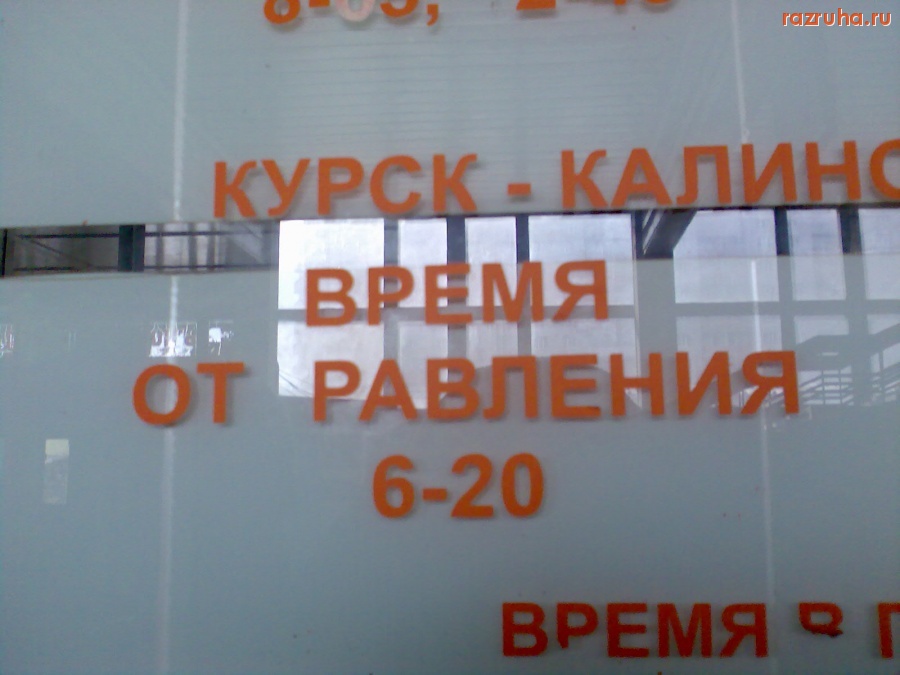 razruha.ru
КУРСК - КАЛИНО
ВРЕМЯ
ОТ РАВЛЕНИЯ
6-20
ВРЕМЯ В П